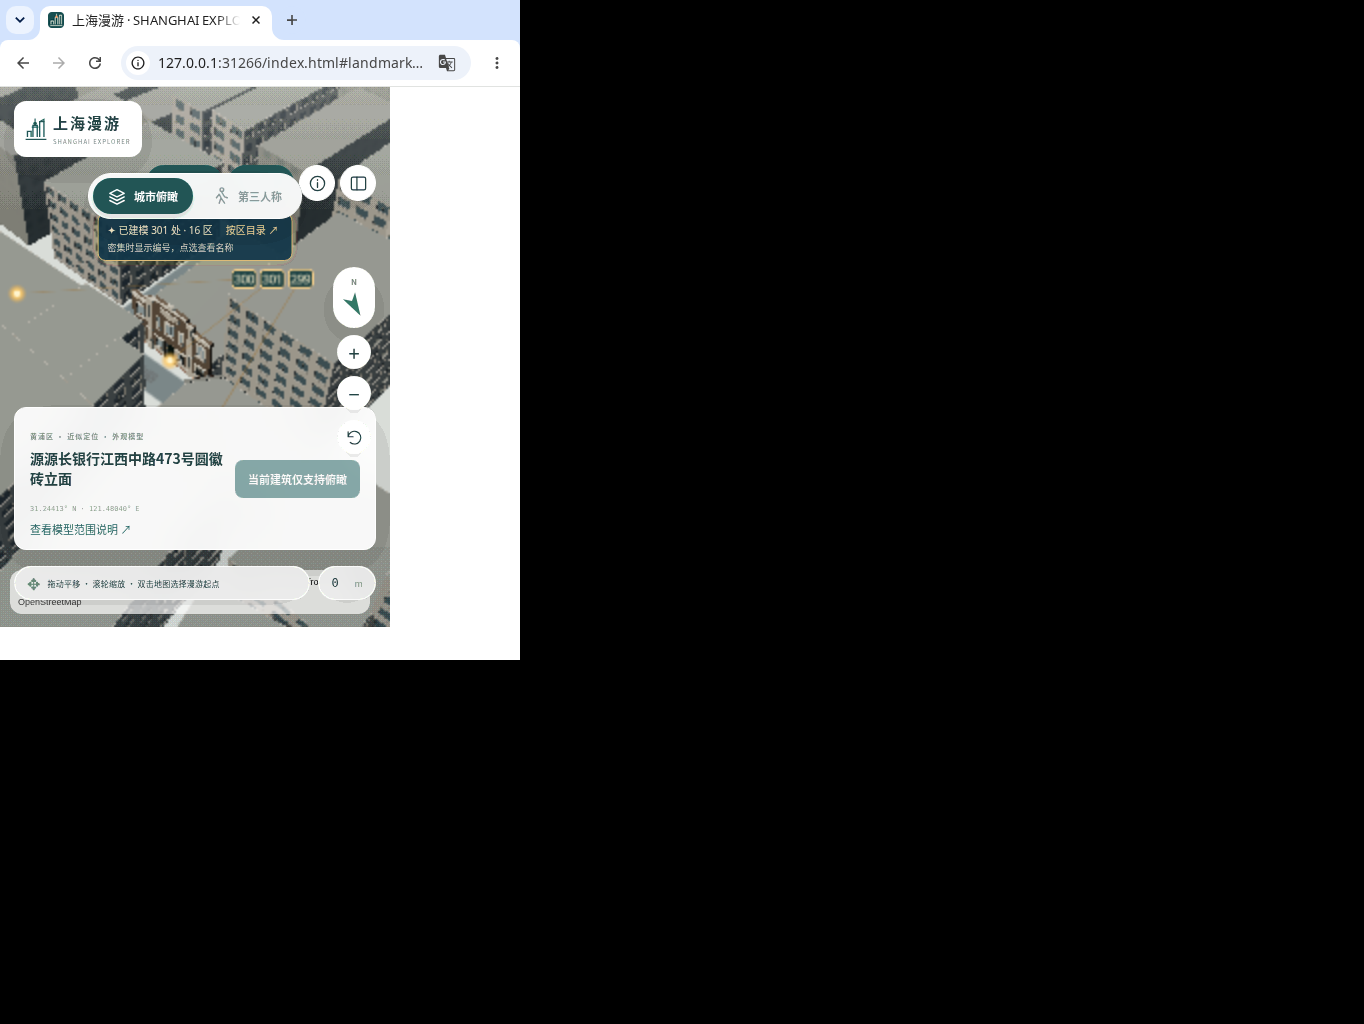 上海漫游 · SHANGHAI EXPLO
127.0.0.1:31266/index.html#landmark...
上海漫游
SHANGHAI EXPLORER
城市俯瞰
第三人称
✦ 已建模 301 处 · 16 区 按区目录 ↗
密集时显示编号，点选查看名称
300 301 299
N
+
−
黄浦区 · 近似定位 · 外观模型
源源长银行江西中路473号圆徽
砖立面
当前建筑仅支持俯瞰
31.24413° N · 121.48040° E
查看模型范围说明 ↗
拖动平移 · 滚轮缩放 · 双击地图选择漫游起点
0 m
OpenStreetMap